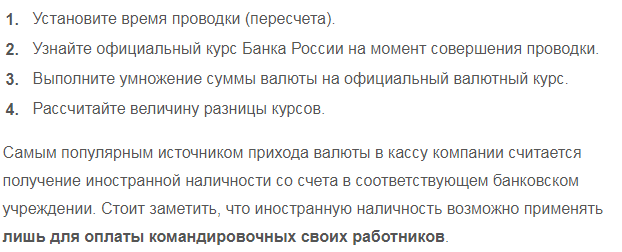 1. Установите время проводки (пересчета).
2. Узнайте официальный курс Банка России на момент совершения проводки.
3. Выполните умножение суммы валюты на официальный валютный курс.
4. Рассчитайте величину разницы курсов.
Самым популярным источником прихода валюты в кассу компании считается
получение иностранной наличности со счета в соответствующем банковском
учреждении. Стоит заметить, что иностранную наличность возможно применять
лишь для оплаты командировочных своих работников.